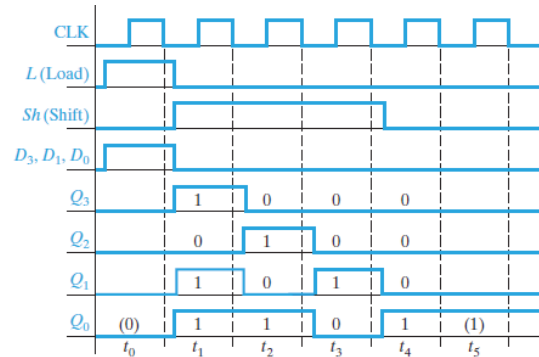 CLK
L (Load)
Sh (Shift)
D3, D1, D0
Q3 1 0 0 0
Q2 0 1 0 0
Q1 1 0 1 0
Q0 (0) 1 1 0 1 (1)
t0 t1 t2 t3 t4 t5